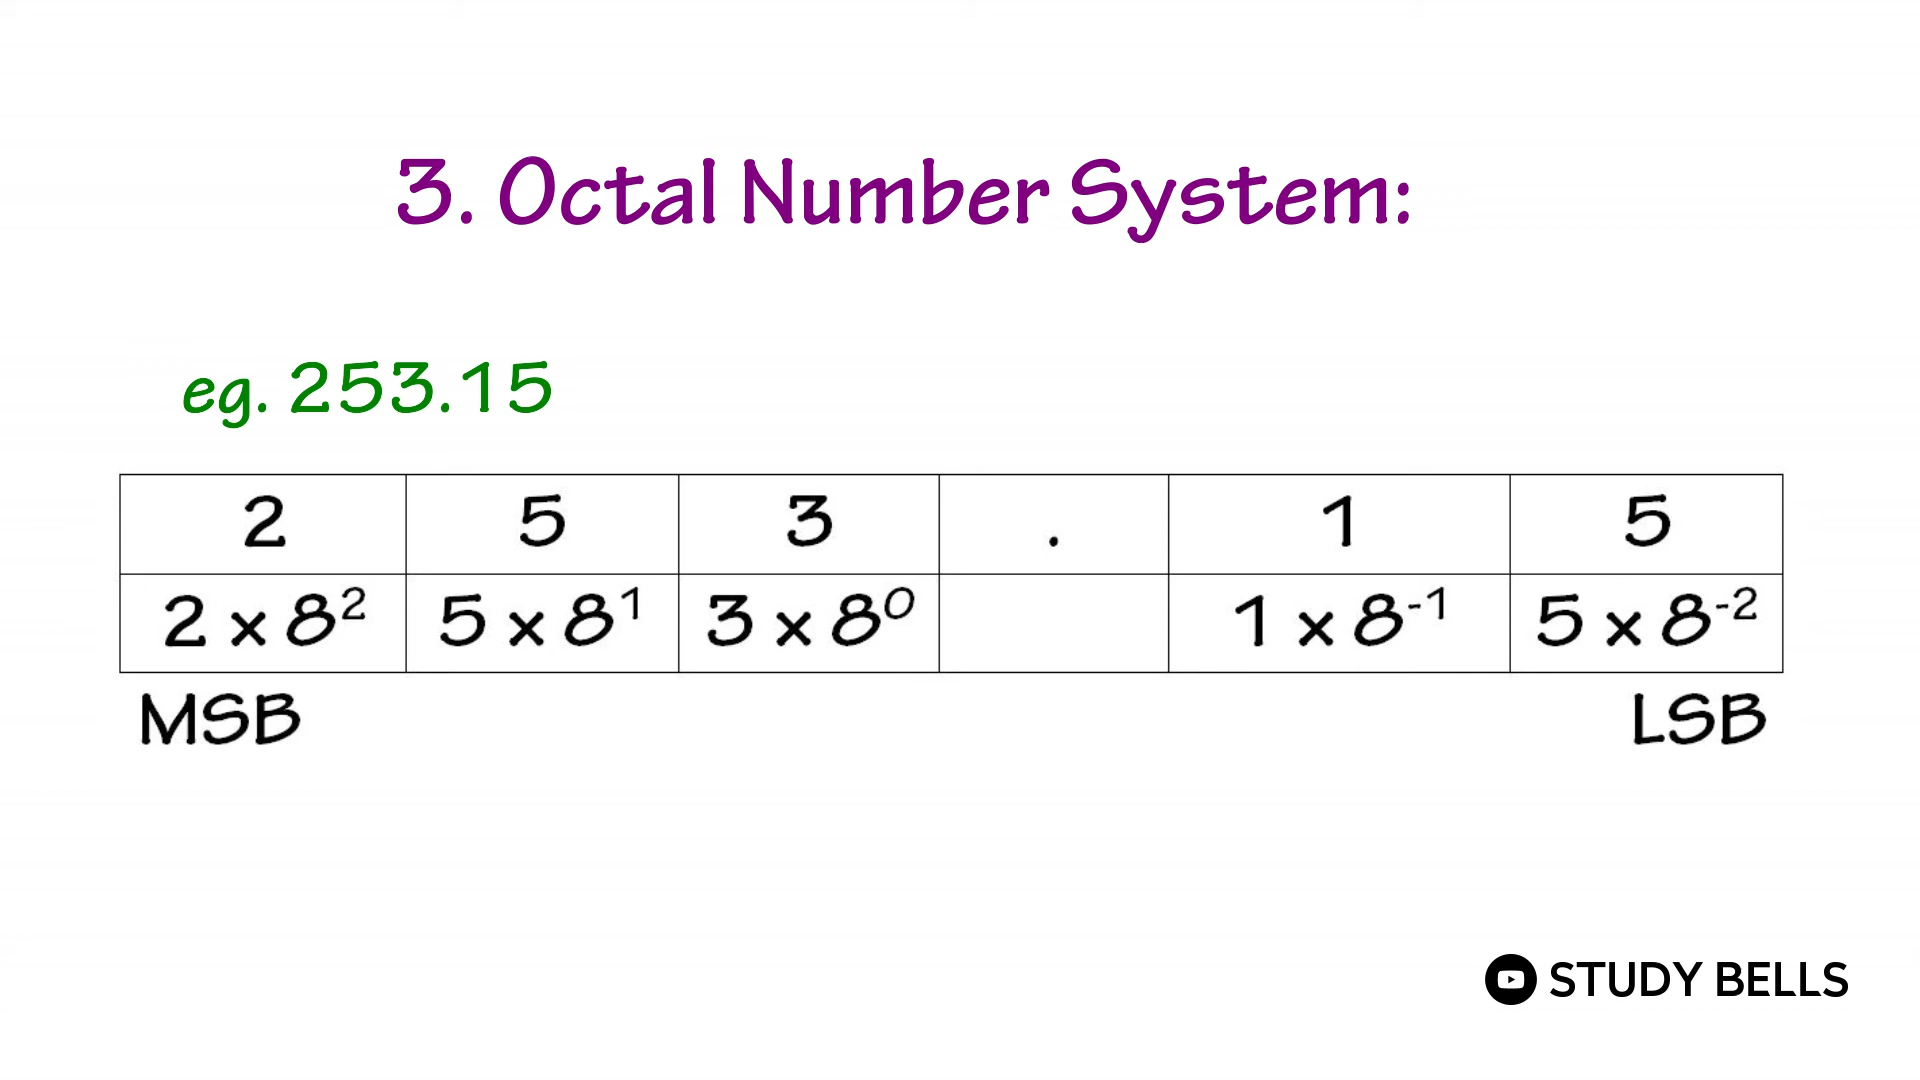 3. Octal Number System:
eg. 253.15
2 5 3 . 1 5
2 x 8² 5 x 8¹ 3 x 8⁰ 1 x 8⁻¹ 5 x 8⁻²
MSB LSB
STUDY BELLS